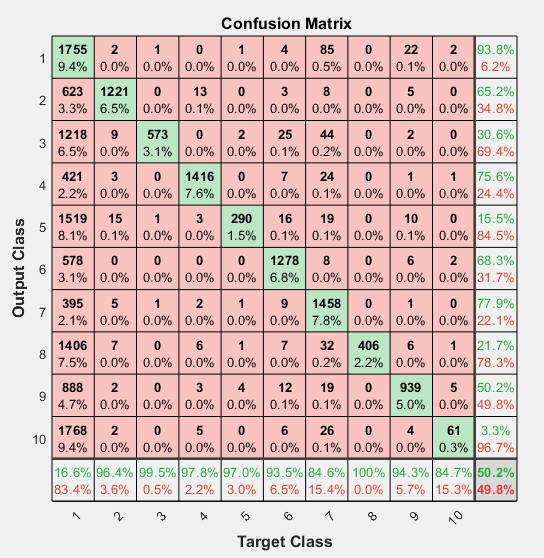 Confusion Matrix
1 1755 2 1 0 1 4 85 0 22 2 93.8%
9.4% 0.0% 0.0% 0.0% 0.0% 0.0% 0.5% 0.0% 0.1% 0.0% 6.2%
2 623 1221 0 13 0 3 8 0 5 0 65.2%
3.3% 6.5% 0.0% 0.1% 0.0% 0.0% 0.0% 0.0% 0.0% 0.0% 34.8%
3 1218 9 573 0 2 25 44 0 2 0 30.6%
6.5% 0.0% 3.1% 0.0% 0.0% 0.1% 0.2% 0.0% 0.0% 0.0% 69.4%
4 421 3 0 1416 0 7 24 0 1 1 75.6%
2.2% 0.0% 0.0% 7.6% 0.0% 0.0% 0.1% 0.0% 0.0% 0.0% 24.4%
5 1519 15 1 3 290 16 19 0 10 0 15.5%
8.1% 0.1% 0.0% 0.0% 1.5% 0.1% 0.1% 0.0% 0.1% 0.0% 84.5%
6 578 0 0 0 0 1278 8 0 6 2 68.3%
3.1% 0.0% 0.0% 0.0% 0.0% 6.8% 0.0% 0.0% 0.0% 0.0% 31.7%
7 395 5 1 2 1 9 1458 0 1 0 77.9%
2.1% 0.0% 0.0% 0.0% 0.0% 0.0% 7.8% 0.0% 0.0% 0.0% 22.1%
8 1406 7 0 6 1 7 32 406 6 1 21.7%
7.5% 0.0% 0.0% 0.0% 0.0% 0.0% 0.2% 2.2% 0.0% 0.0% 78.3%
9 888 2 0 3 4 12 19 0 939 5 50.2%
4.7% 0.0% 0.0% 0.0% 0.0% 0.1% 0.1% 0.0% 5.0% 0.0% 49.8%
10 1768 2 0 5 0 6 26 0 4 61 3.3%
9.4% 0.0% 0.0% 0.0% 0.0% 0.0% 0.1% 0.0% 0.0% 0.3% 96.7%
16.6% 96.4% 99.5% 97.8% 97.0% 93.5% 84.6% 100% 94.3% 84.7% 50.2%
83.4% 3.6% 0.5% 2.2% 3.0% 6.5% 15.4% 0.0% 5.7% 15.3% 49.8%
1 2 3 4 5 6 7 8 9 10
Target Class
Output Class